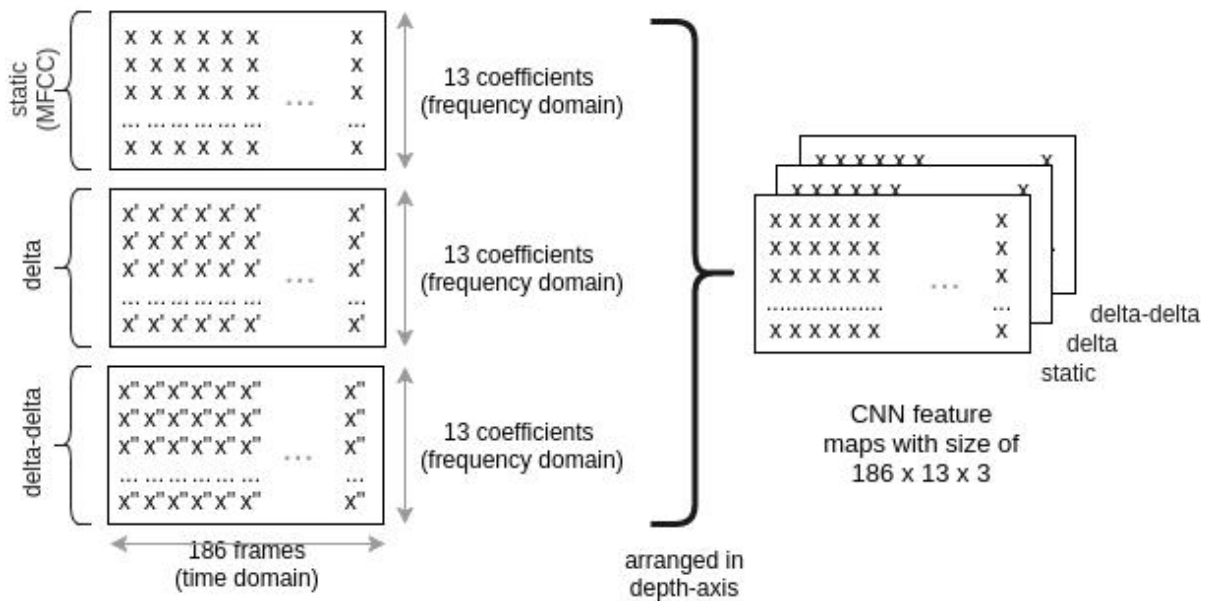 static
(MFCC)
x x x x x x x
x x x x x x x
x x x x x x x
... ... ... ... ... ... ... ...
x x x x x x x
13 coefficients
(frequency domain)
delta
x' x' x' x' x' x' x'
x' x' x' x' x' x' x'
x' x' x' x' x' x' ... x'
... ... ... ... ... ... ...
x' x' x' x' x' x' x'
13 coefficients
(frequency domain)
delta-delta
x" x" x" x" x" x" x"
x" x" x" x" x" x" x"
x" x" x" x" x" x" ... x"
... ... ... ... ... ... ...
x" x" x" x" x" x" x"
13 coefficients
(frequency domain)
186 frames
(time domain)
arranged in
depth-axis
x x x x x x x
x x x x x x x
x x x x x x x
x x x x x x x
x x x x x x ... x
.................. ...
x x x x x x x
delta-delta
delta
static
CNN feature
maps with size of
186 x 13 x 3